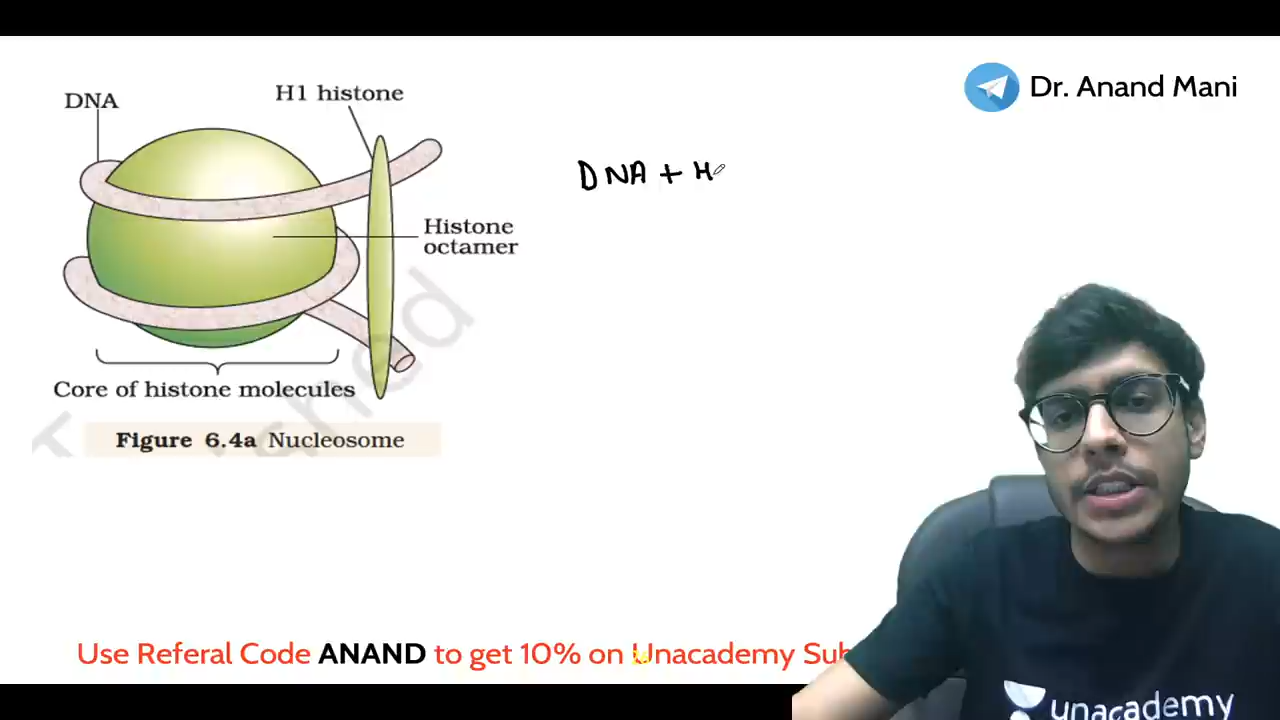 Dr. Anand Mani
DNA
H1 histone
DNA + H
Histone
octamer
Core of histone molecules
Figure 6.4a Nucleosome
Use Referal Code ANAND to get 10% on Unacademy Sub
unacademy